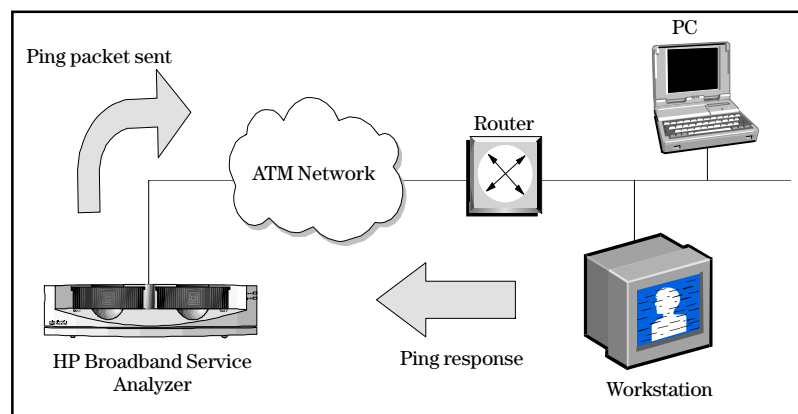 PC
Ping packet sent
Router
ATM Network
Ping response
HP Broadband Service
Analyzer
Workstation